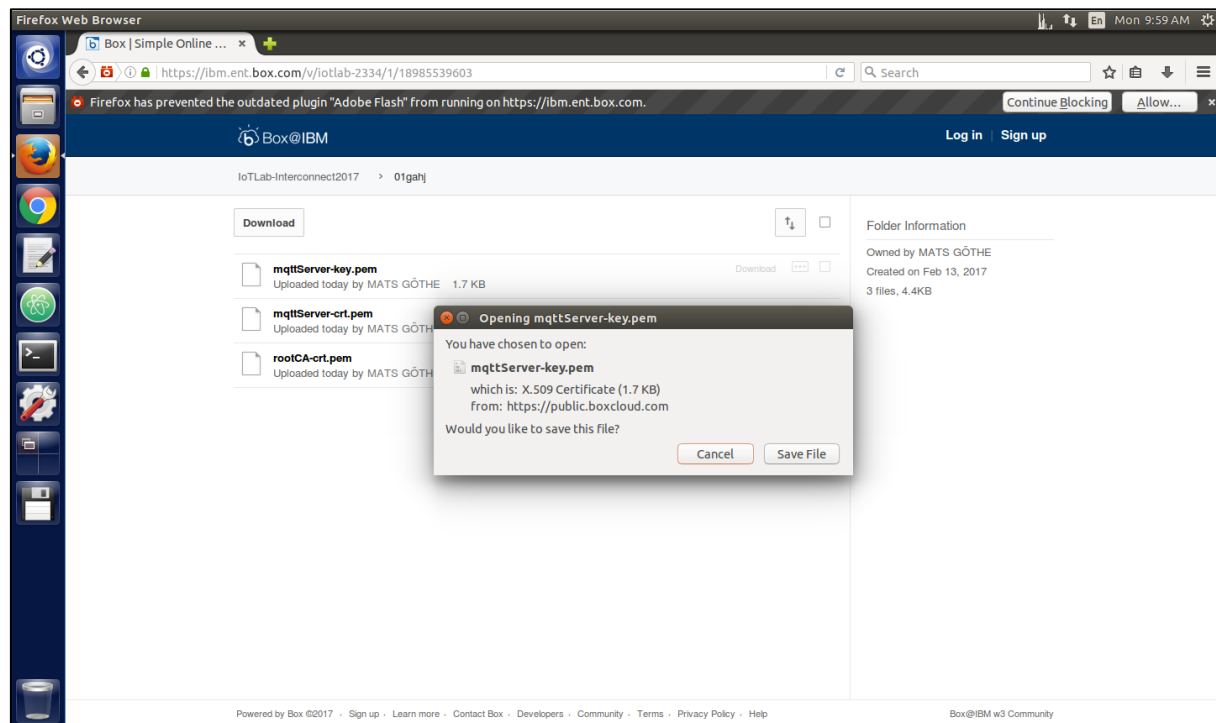 Firefox Web Browser
En Mon 9:59 AM
Box | Simple Online ...
https://ibm.ent.box.com/v/iotlab-2334/1/18985539603
Search
Firefox has prevented the outdated plugin "Adobe Flash" from running on https://ibm.ent.box.com.
Continue Blocking Allow...
Box@IBM
Log in | Sign up
IoTLab-Interconnect2017 > 01gahj
Download
mqttServer-key.pem
Uploaded today by MATS GÖTHE 1.7 KB
Download
mqttServer-crt.pem
Uploaded today by MATS GÖTH
rootCA-crt.pem
Uploaded today by MATS GÖTH
Folder Information
Owned by MATS GÖTHE
Created on Feb 13, 2017
3 files, 4.4KB
Opening mqttServer-key.pem
You have chosen to open:
mqttServer-key.pem
which is: X.509 Certificate (1.7 KB)
from: https://public.boxcloud.com
Would you like to save this file?
Cancel Save File
Powered by Box ©2017 · Sign up · Learn more · Contact Box · Developers · Community · Terms · Privacy Policy · Help
Box@IBM w3 Community